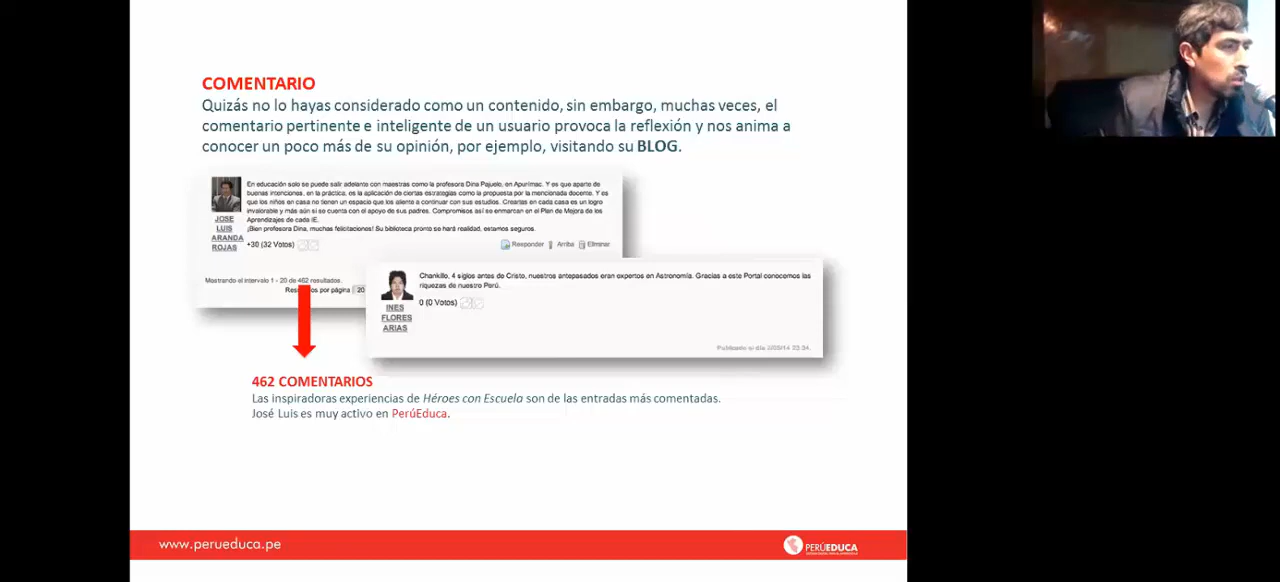 COMENTARIO
Quizás no lo hayas considerado como un contenido, sin embargo, muchas veces, el
comentario pertinente e inteligente de un usuario provoca la reflexión y nos anima a
conocer un poco más de su opinión, por ejemplo, visitando su BLOG.
En educación solo se puede salir adelante con maestras como la profesora Dina Pajuelo, en Apurímac. Y es que aparte de
buenas intenciones, en la práctica, es la aplicación de ciertas estrategias como la propuesta por la mencionada docente. Y es
que los niños en casa no tienen un espacio que los aliente a continuar con sus estudios. Crearlas en cada casa es un logro
invalorable y más aún si se cuenta con el apoyo de sus padres. Compromisos así se enmarcan en el Plan de Mejora de los
Aprendizajes de cada IE.
¡Bien profesora Dina, muchas felicitaciones! Su biblioteca pronto se hará realidad, estamos seguros.
JOSE
LUIS
ARANDA
ROJAS
+30 (32 Votos)
Responder Arriba Eliminar
Mostrando el intervalo 1 - 20 de 462 resultados.
por página 20
Chankillo, 4 siglos antes de Cristo, nuestros antepasados eran expertos en Astronomía. Gracias a este Portal conocemos las
riquezas de nuestro Perú.
0 (0 Votos)
INES
FLORES
ARIAS
Publicado el día
462 COMENTARIOS
Las inspiradoras experiencias de Héroes con Escuela son de las entradas más comentadas.
José Luis es muy activo en PerúEduca.
www.perueduca.pe
PERÚEDUCA